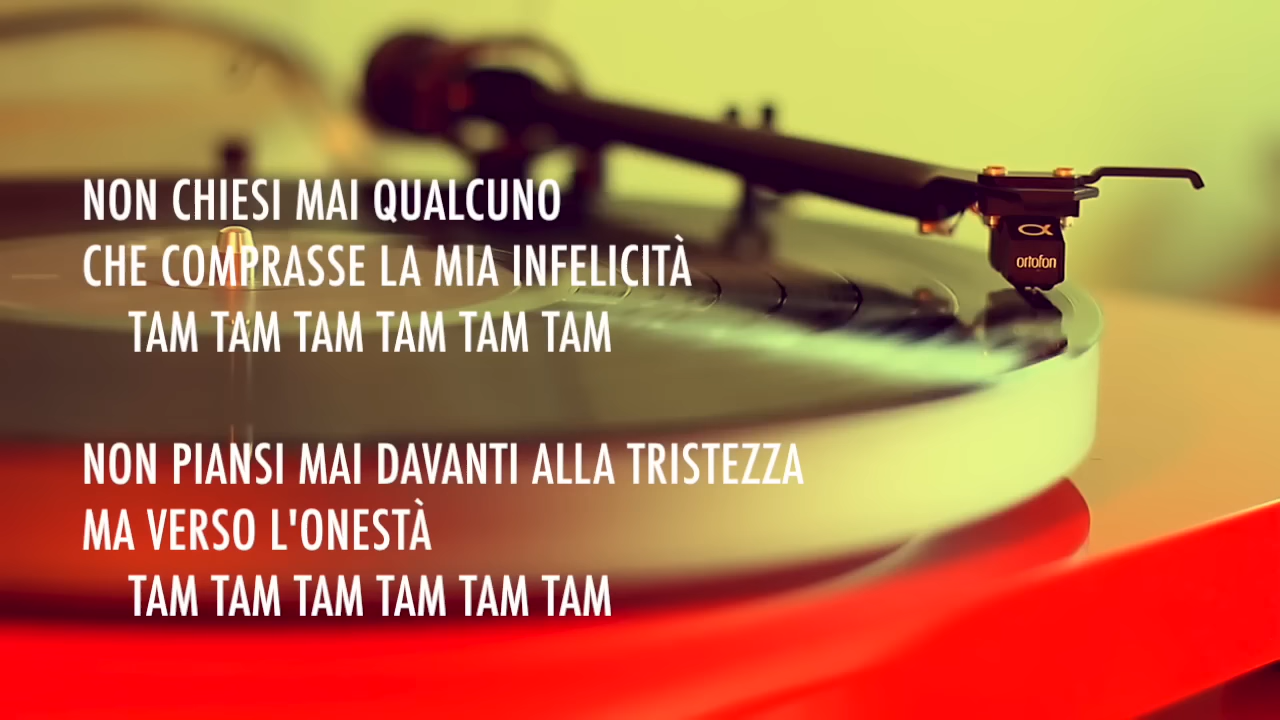 NON CHIESI MAI QUALCUNO
CHE COMPRASSE LA MIA INFELICITÀ
TAM TAM TAM TAM TAM TAM
NON PIANSI MAI DAVANTI ALLA TRISTEZZA
MA VERSO L'ONESTÀ
TAM TAM TAM TAM TAM TAM
ortofon